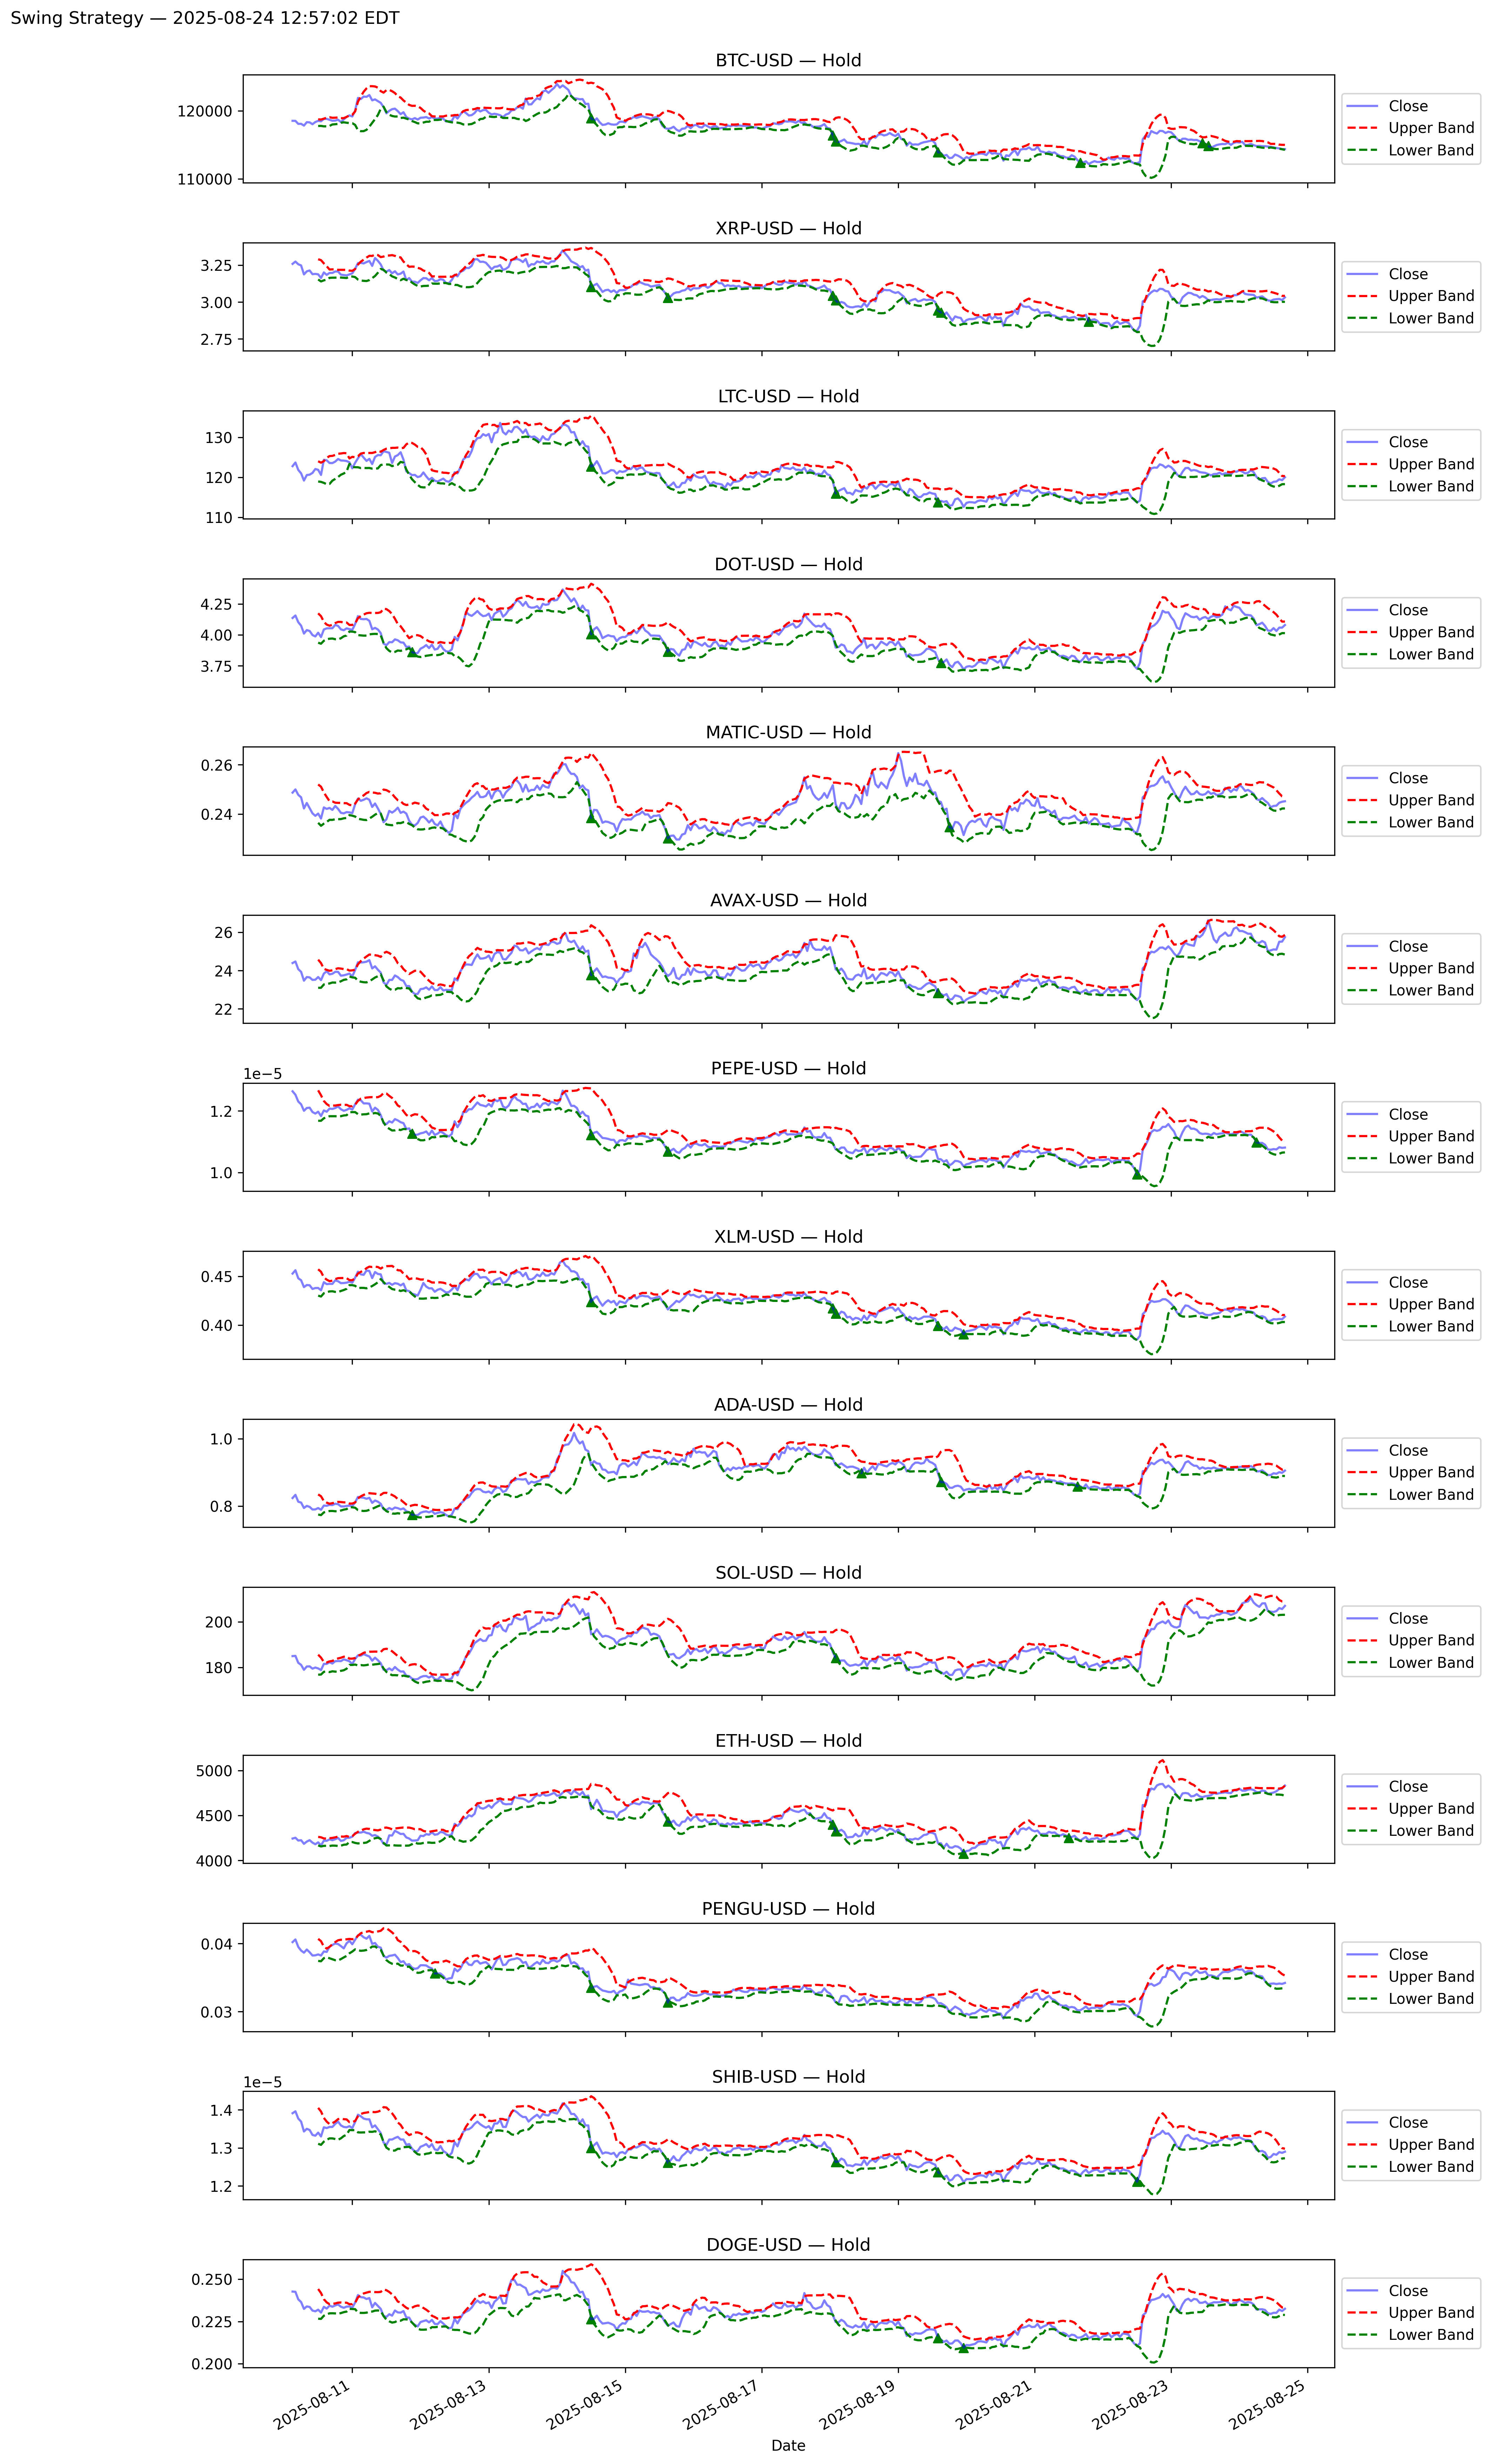 Swing Strategy — 2025-08-24 12:57:02 EDT
BTC-USD — Hold
120000
110000
Close
Upper Band
Lower Band
XRP-USD — Hold
3.25
3.00
2.75
Close
Upper Band
Lower Band
LTC-USD — Hold
130
120
110
Close
Upper Band
Lower Band
DOT-USD — Hold
4.25
4.00
3.75
Close
Upper Band
Lower Band
MATIC-USD — Hold
0.26
0.24
Close
Upper Band
Lower Band
AVAX-USD — Hold
26
24
22
Close
Upper Band
Lower Band
PEPE-USD — Hold
1e−5
1.2
1.0
Close
Upper Band
Lower Band
XLM-USD — Hold
0.45
0.40
Close
Upper Band
Lower Band
ADA-USD — Hold
1.0
0.8
Close
Upper Band
Lower Band
SOL-USD — Hold
200
180
Close
Upper Band
Lower Band
ETH-USD — Hold
5000
4500
4000
Close
Upper Band
Lower Band
PENGU-USD — Hold
0.04
0.03
Close
Upper Band
Lower Band
SHIB-USD — Hold
1e−5
1.4
1.3
1.2
Close
Upper Band
Lower Band
DOGE-USD — Hold
0.250
0.225
0.200
Close
Upper Band
Lower Band
2025-08-11
2025-08-13
2025-08-15
2025-08-17
2025-08-19
2025-08-21
2025-08-23
2025-08-25
Date